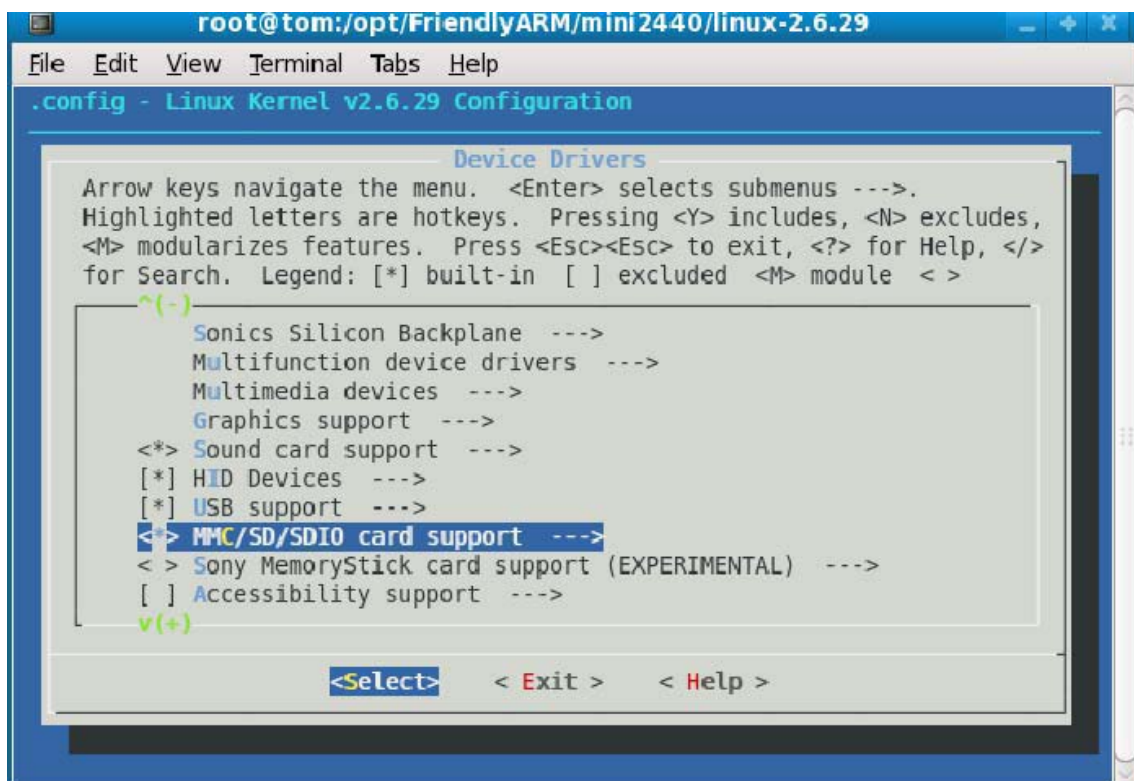 root@tom:/opt/FriendlyARM/mini2440/linux-2.6.29
File Edit View Terminal Tabs Help
.config - Linux Kernel v2.6.29 Configuration
Device Drivers
Arrow keys navigate the menu. <Enter> selects submenus --->.
Highlighted letters are hotkeys. Pressing <Y> includes, <N> excludes,
<M> modularizes features. Press <Esc><Esc> to exit, <?> for Help, </>
for Search. Legend: [*] built-in [ ] excluded <M> module < >
^(-)
Sonics Silicon Backplane --->
Multifunction device drivers --->
Multimedia devices --->
Graphics support --->
<*> Sound card support --->
[*] HID Devices --->
[*] USB support --->
<*> MMC/SD/SDIO card support --->
< > Sony MemoryStick card support (EXPERIMENTAL) --->
[ ] Accessibility support --->
v(+)
<Select> < Exit > < Help >